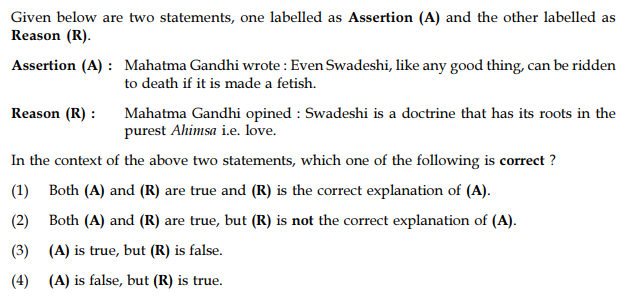 Given below are two statements, one labelled as Assertion (A) and the other labelled as
Reason (R).
Assertion (A) : Mahatma Gandhi wrote : Even Swadeshi, like any good thing, can be ridden
to death if it is made a fetish.
Reason (R) : Mahatma Gandhi opined : Swadeshi is a doctrine that has its roots in the
purest Ahimsa i.e. love.
In the context of the above two statements, which one of the following is correct ?
(1) Both (A) and (R) are true and (R) is the correct explanation of (A).
(2) Both (A) and (R) are true, but (R) is not the correct explanation of (A).
(3) (A) is true, but (R) is false.
(4) (A) is false, but (R) is true.